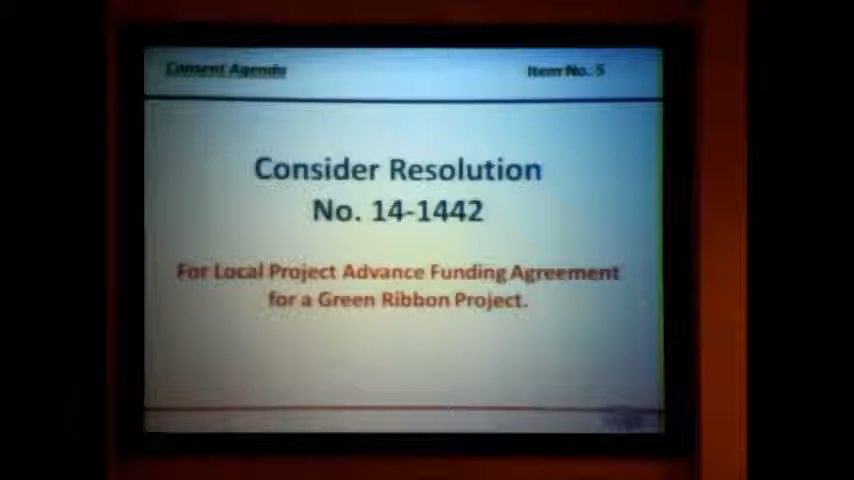 Consent Agenda
Item No.: 5
Consider Resolution
No. 14-1442
For Local Project Advance Funding Agreement
for a Green Ribbon Project.